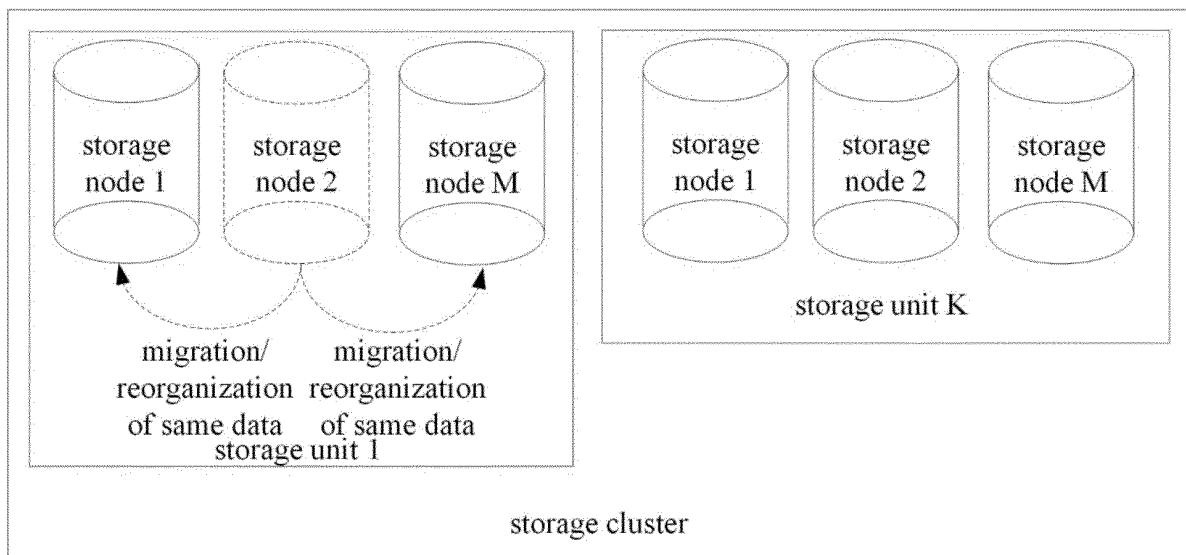 storage
node 1
storage
node 2
storage
node M
migration/
reorganization
of same data
migration/
reorganization
of same data
storage unit 1
storage
node 1
storage
node 2
storage
node M
storage unit K
storage cluster